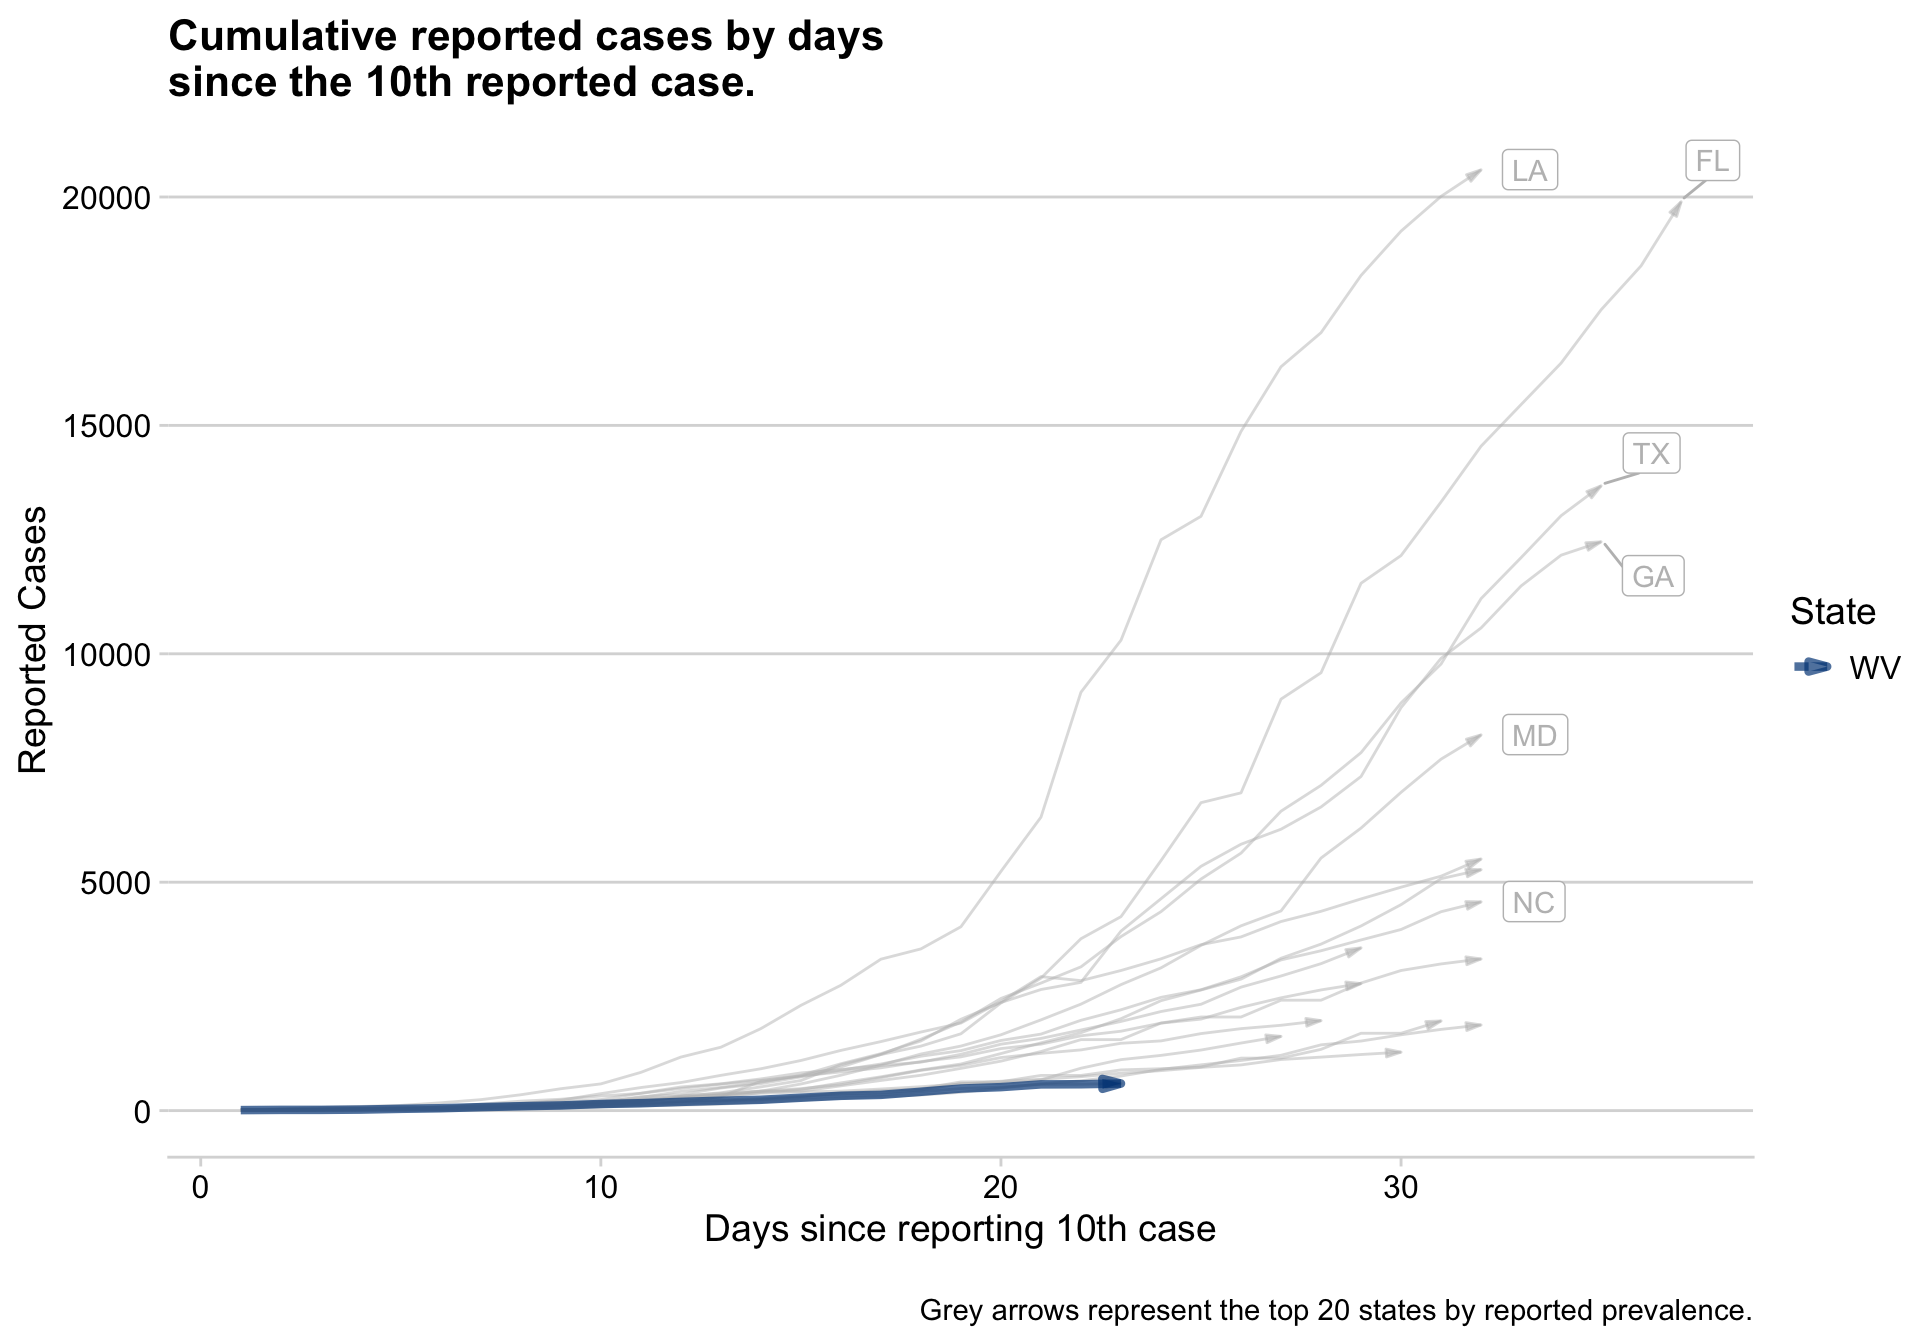 Cumulative reported cases by days
since the 10th reported case.
LA
FL
20000
15000
TX
GA
Reported Cases
10000
State
WV
MD
5000
NC
0
0 10 20 30
Days since reporting 10th case
Grey arrows represent the top 20 states by reported prevalence.